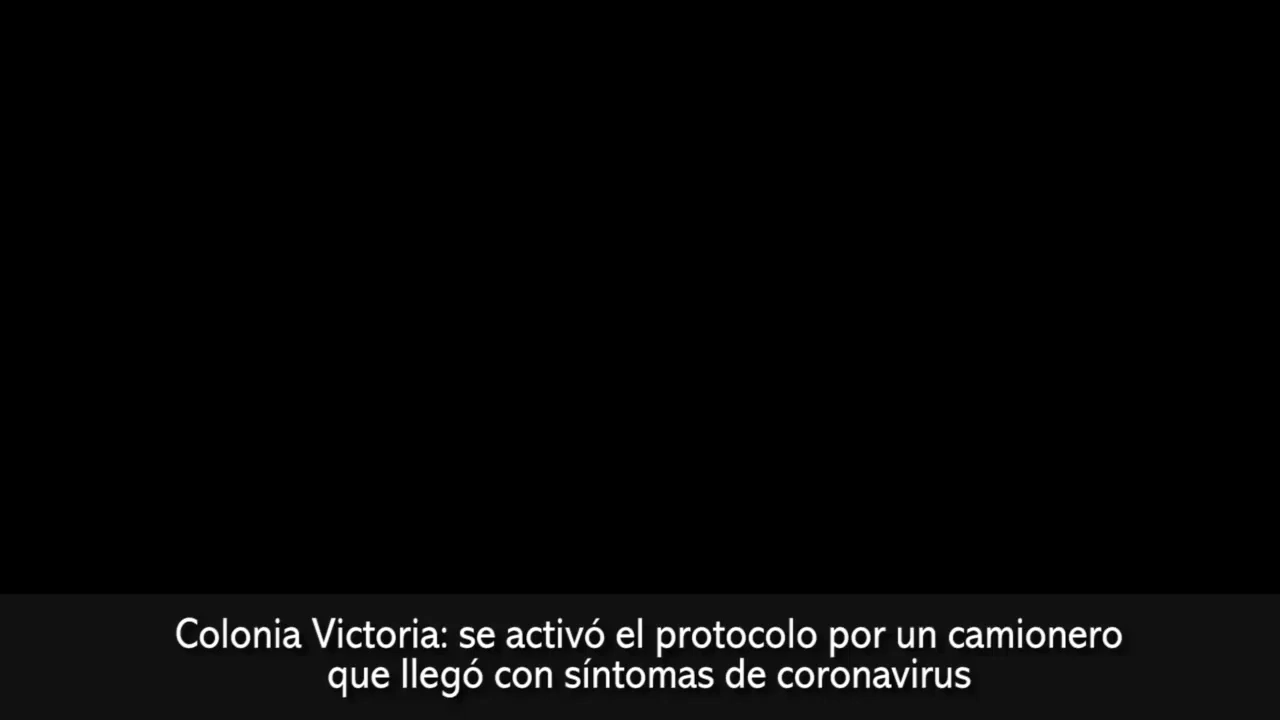 Colonia Victoria: se activó el protocolo por un camionero
que llegó con síntomas de coronavirus